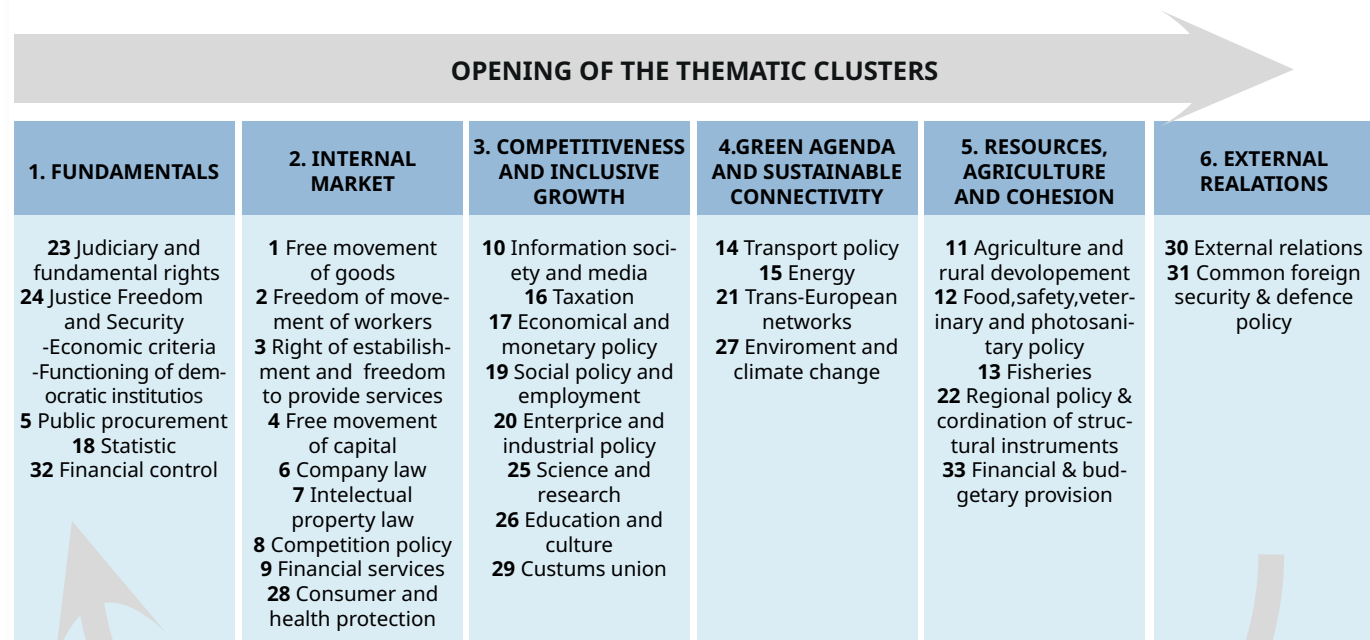 OPENING OF THE THEMATIC CLUSTERS
1. FUNDAMENTALS
23 Judiciary and
fundamental rights
24 Justice Freedom
and Security
-Economic criteria
-Functioning of dem-
ocratic institutios
5 Public procurement
18 Statistic
32 Financial control
2. INTERNAL
MARKET
1 Free movement
of goods
2 Freedom of move-
ment of workers
3 Right of estabilish-
ment and  freedom
to provide services
4 Free movement
of capital
6 Company law
7 Intelectual
property law
8 Competition policy
9 Financial services
28 Consumer and
health protection
3. COMPETITIVENESS
AND INCLUSIVE
GROWTH
10 Information soci-
ety and media
16 Taxation
17 Economical and
monetary policy
19 Social policy and
employment
20 Enterprice and
industrial policy
25 Science and
research
26 Education and
culture
29 Custums union
4.GREEN AGENDA
AND SUSTAINABLE
CONNECTIVITY
14 Transport policy
15 Energy
21 Trans-European
networks
27 Enviroment and
climate change
5. RESOURCES,
AGRICULTURE
AND COHESION
11 Agriculture and
rural devolopement
12 Food,safety,veter-
inary and photosani-
tary policy
13 Fisheries
22 Regional policy &
cordination of struc-
tural instruments
33 Financial & bud-
getary provision
6. EXTERNAL
REALATIONS
30 External relations
31 Common foreign
security & defence
policy